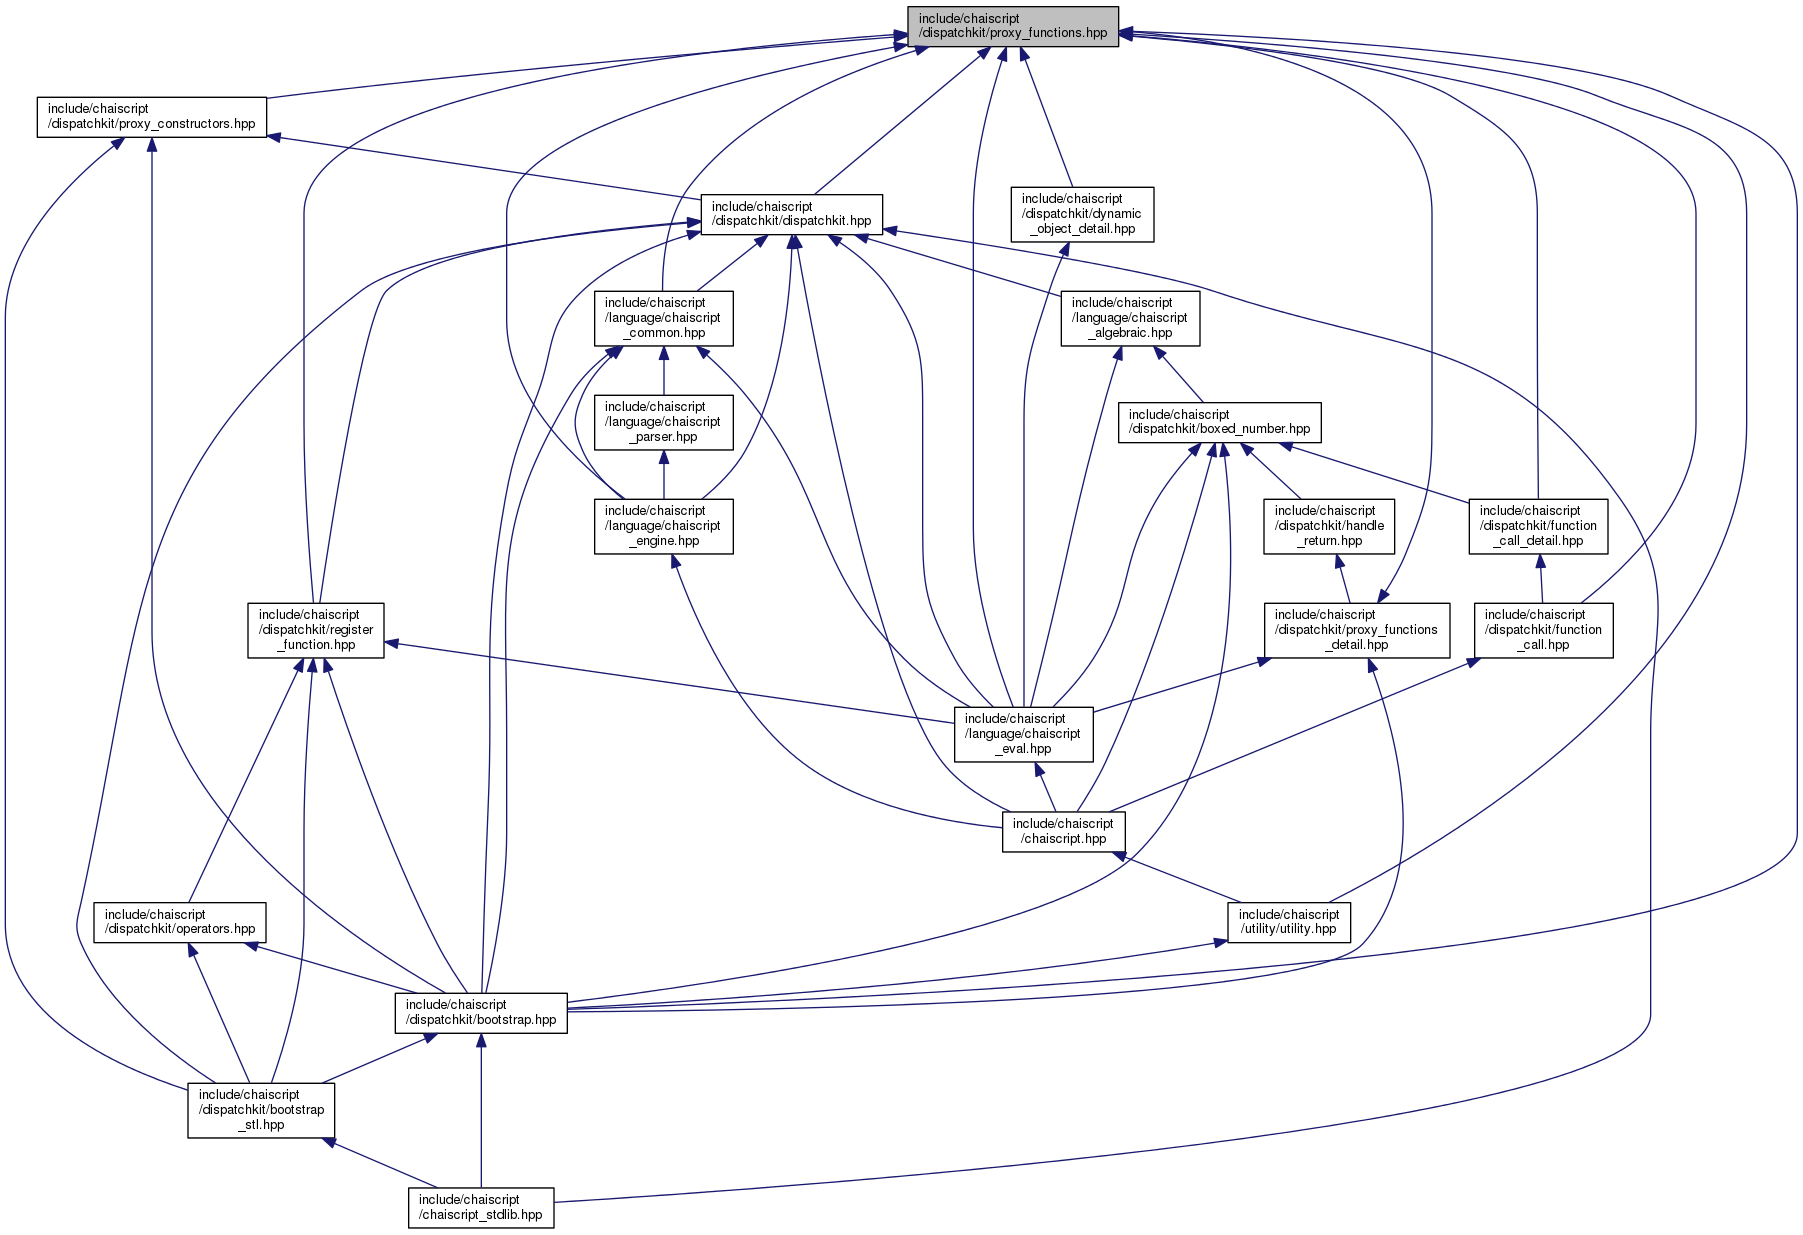 include/chaiscript
/dispatchkit/proxy_functions.hpp
include/chaiscript
/dispatchkit/proxy_constructors.hpp
include/chaiscript
/dispatchkit/dispatchkit.hpp
include/chaiscript
/dispatchkit/dynamic
_object_detail.hpp
include/chaiscript
/language/chaiscript
_common.hpp
include/chaiscript
/language/chaiscript
_algebraic.hpp
include/chaiscript
/language/chaiscript
_parser.hpp
include/chaiscript
/dispatchkit/boxed_number.hpp
include/chaiscript
/language/chaiscript
_engine.hpp
include/chaiscript
/dispatchkit/handle
_return.hpp
include/chaiscript
/dispatchkit/function
_call_detail.hpp
include/chaiscript
/dispatchkit/register
_function.hpp
include/chaiscript
/dispatchkit/proxy_functions
_detail.hpp
include/chaiscript
/dispatchkit/function
_call.hpp
include/chaiscript
/language/chaiscript
_eval.hpp
include/chaiscript
/chaiscript.hpp
include/chaiscript
/dispatchkit/operators.hpp
include/chaiscript
/utility/utility.hpp
include/chaiscript
/dispatchkit/bootstrap.hpp
include/chaiscript
/dispatchkit/bootstrap
_stl.hpp
include/chaiscript
/chaiscript_stdlib.hpp